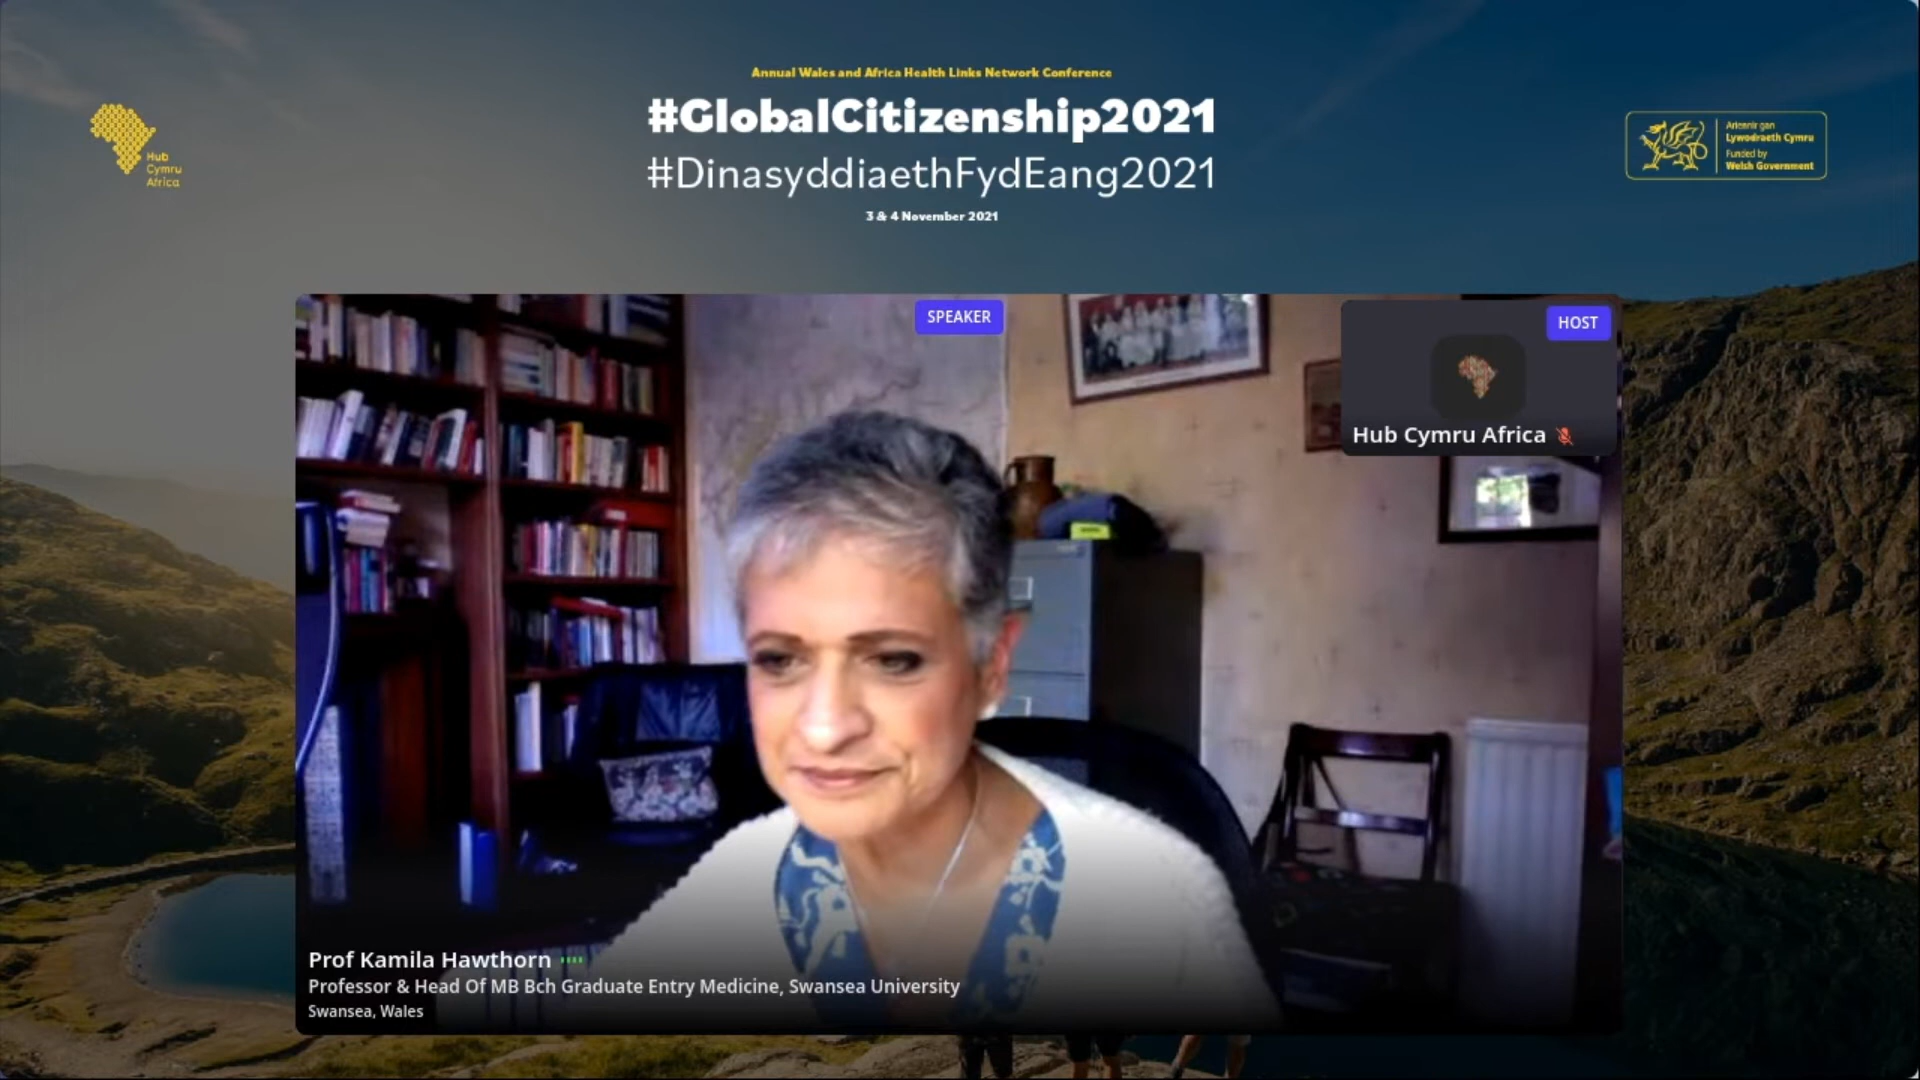 Annual Wales and Africa Health Links Network Conference
#GlobalCitizenship2021
#DinasyddiaethFydEang2021
3 & 4 November 2021
Hub
Cymru
Africa
Ariennir gan
Lywodraeth Cymru
Funded by
Welsh Government
SPEAKER
HOST
Hub Cymru Africa
Prof Kamila Hawthorn
Professor & Head Of MB Bch Graduate Entry Medicine, Swansea University
Swansea, Wales